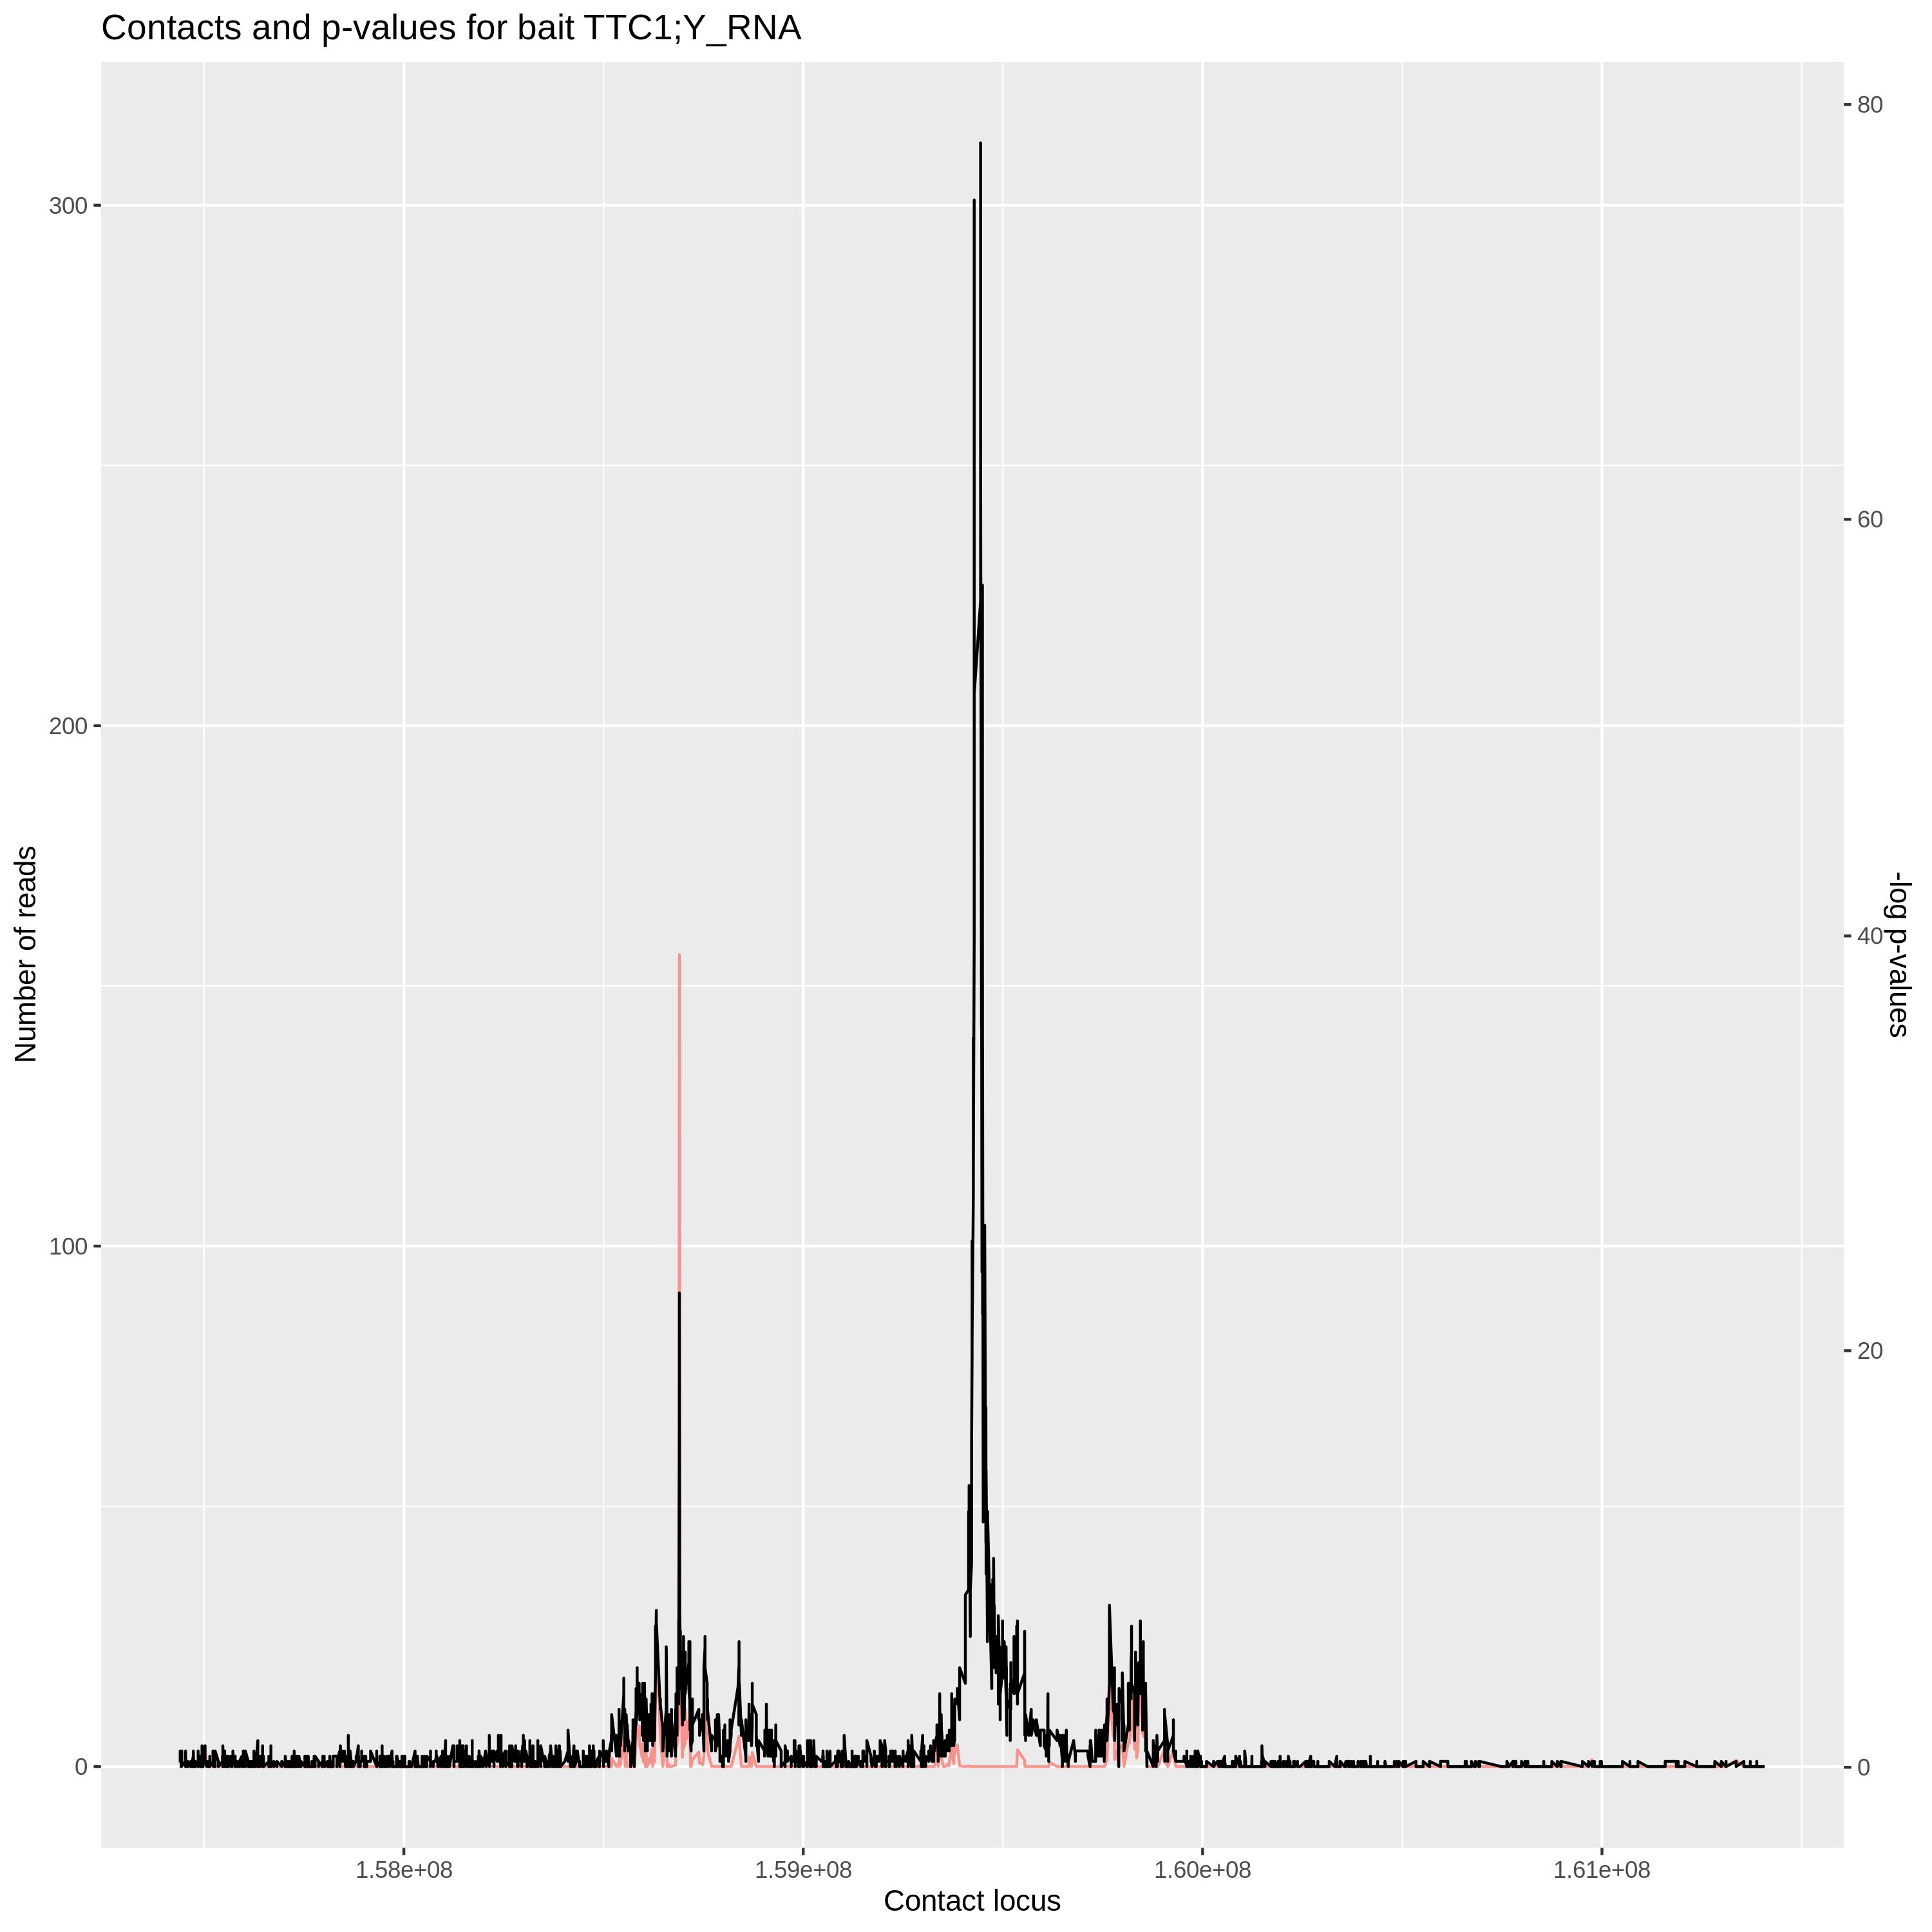 Contacts and p-values for bait TTC1;Y_RNA
300
200
100
0
Number of reads
80
60
40
20
0
-log p-values
1.58e+08
1.59e+08
1.60e+08
1.61e+08
Contact locus